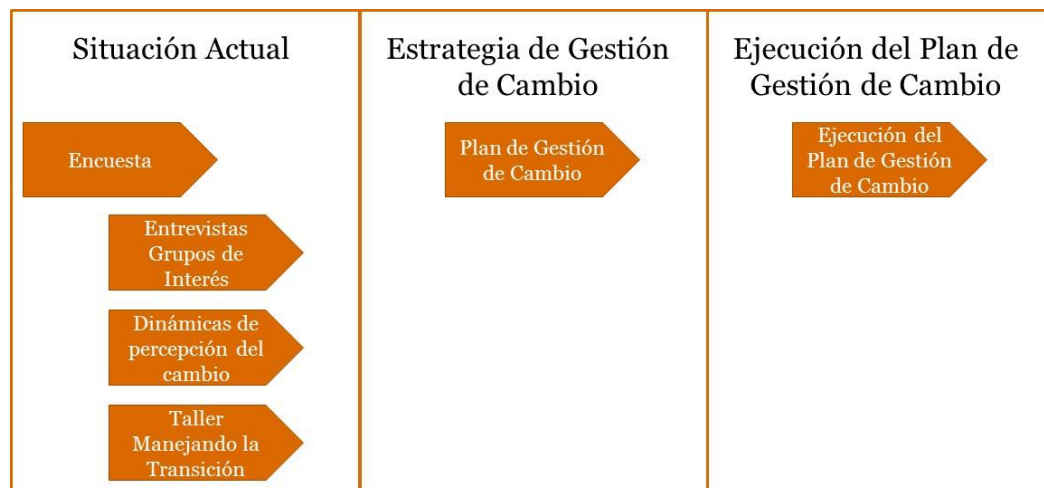 Situación Actual
Encuesta
Entrevistas
Grupos de
Interés
Dinámicas de
percepción del
cambio
Taller
Manejando la
Transición
Estrategia de Gestión
de Cambio
Plan de Gestión
de Cambio
Ejecución del Plan de
Gestión de Cambio
Ejecución del
Plan de Gestión
de Cambio